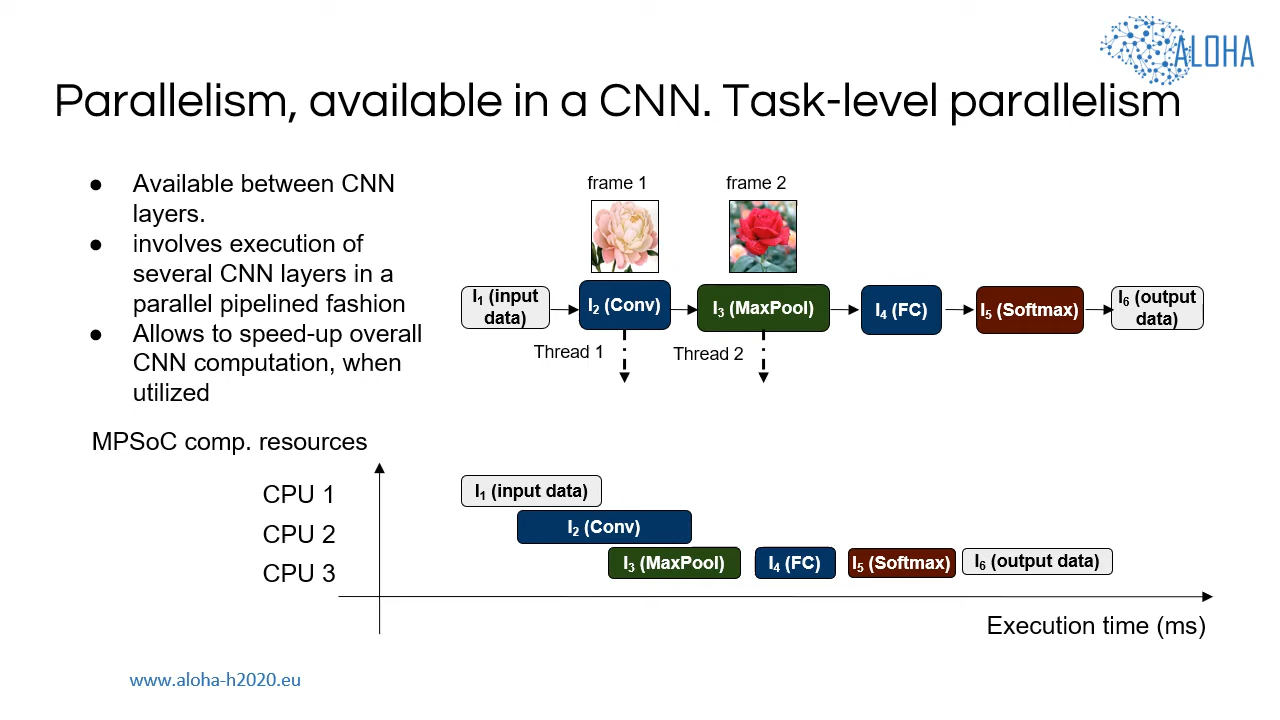 ALOHA
Parallelism, available in a CNN. Task-level parallelism
● Available between CNN
layers.
● involves execution of
several CNN layers in a
parallel pipelined fashion
● Allows to speed-up overall
CNN computation, when
utilized
frame 1
frame 2
I₁ (input
data)
I₂ (Conv)
I₃ (MaxPool)
I₄ (FC)
I₅ (Softmax)
I₆ (output
data)
Thread 1
Thread 2
MPSoC comp. resources
CPU 1
I₁ (input data)
CPU 2
I₂ (Conv)
CPU 3
I₃ (MaxPool)
I₄ (FC)
I₅ (Softmax)
I₆ (output data)
Execution time (ms)
www.aloha-h2020.eu